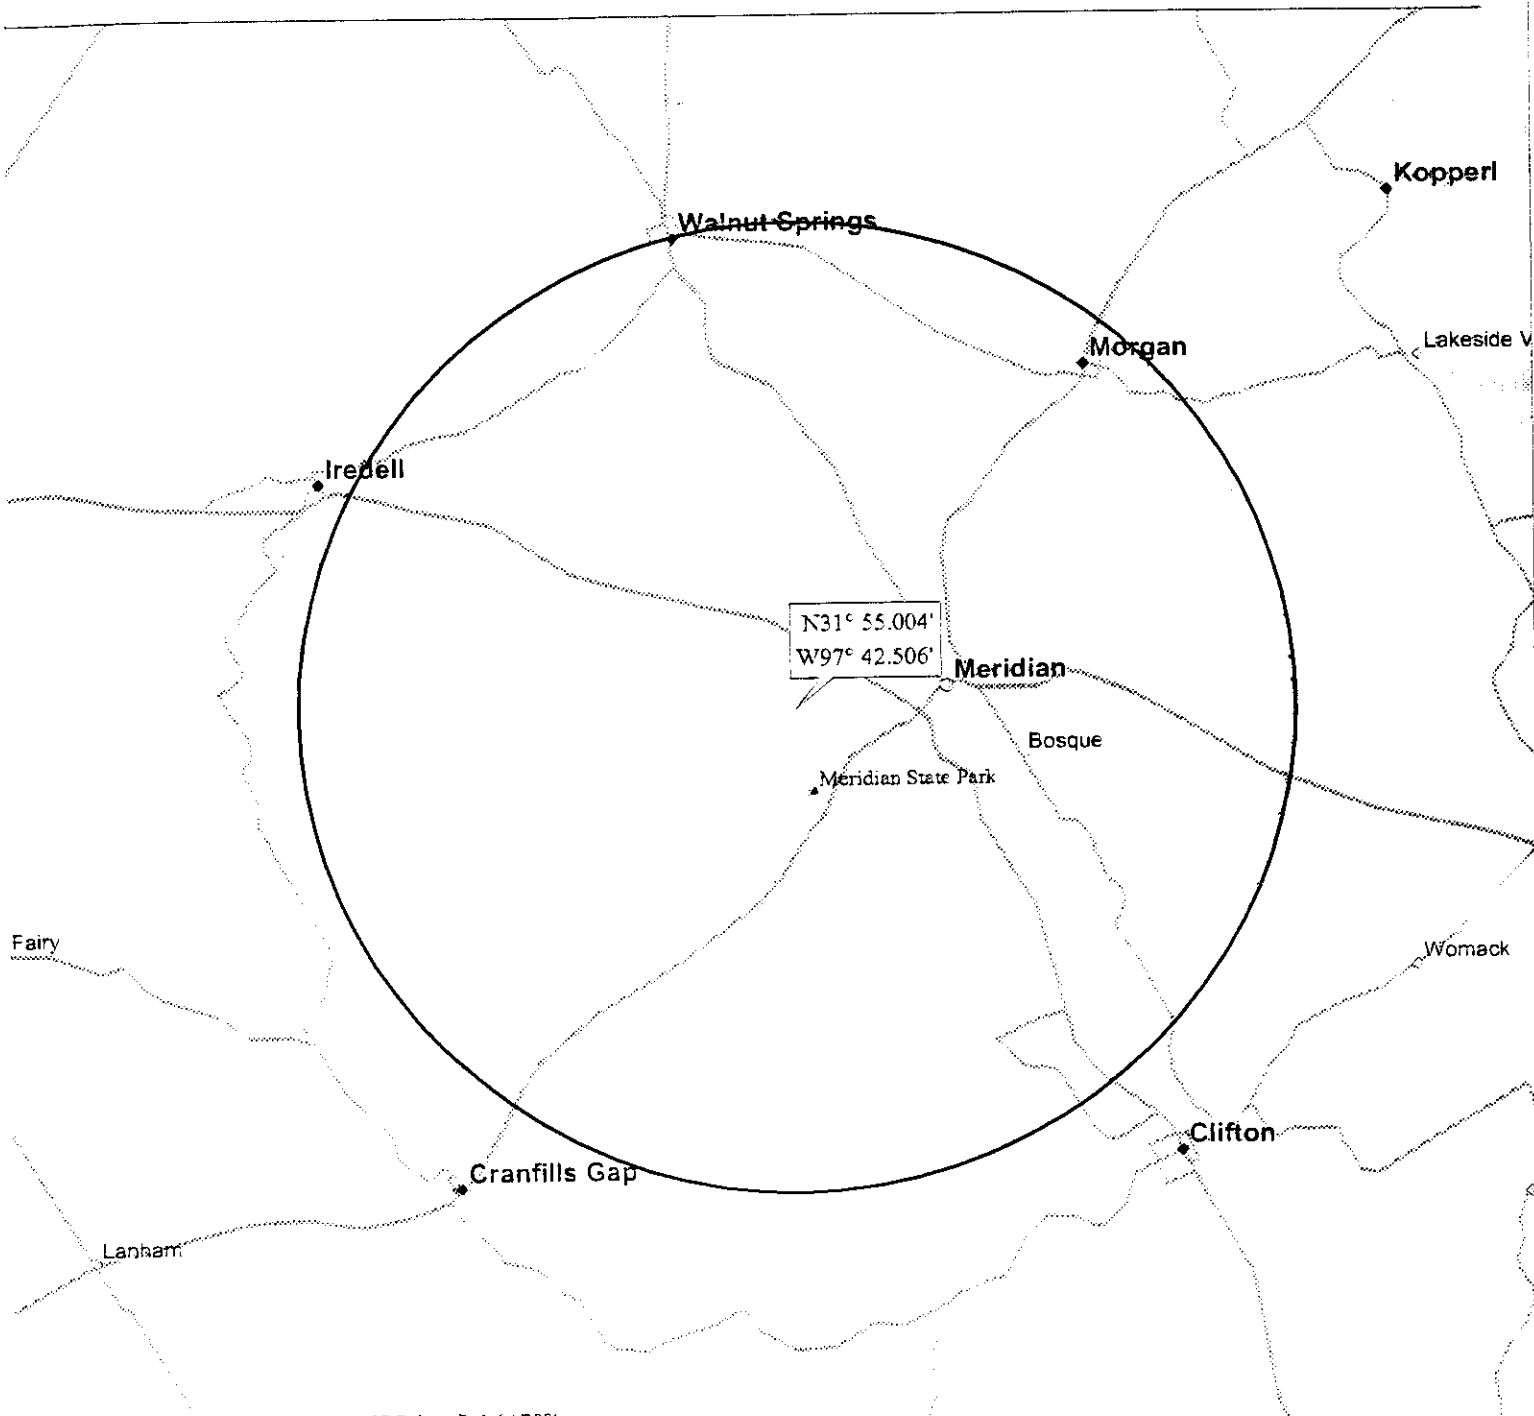 Kopperl
Walnut Springs
Lakeside V
Morgan
Iredell
N31° 55.004'
W97° 42.506'
Meridian
Bosque
Meridian State Park
Fairy
Womack
Clifton
Cranfills Gap
Lanham